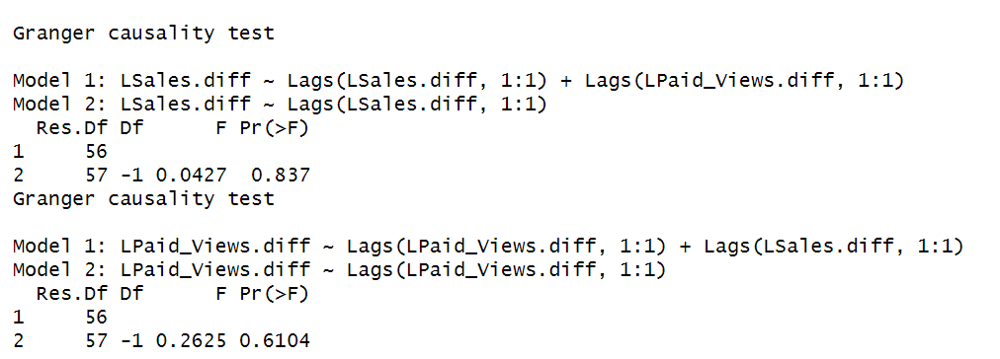 Granger causality test
Model 1: LSales.diff ~ Lags(LSales.diff, 1:1) + Lags(LPaid_Views.diff, 1:1)
Model 2: LSales.diff ~ Lags(LSales.diff, 1:1)
Res.Df Df F Pr(>F)
1 56
2 57 -1 0.0427 0.837
Granger causality test
Model 1: LPaid_Views.diff ~ Lags(LPaid_Views.diff, 1:1) + Lags(LSales.diff, 1:1)
Model 2: LPaid_Views.diff ~ Lags(LPaid_Views.diff, 1:1)
Res.Df Df F Pr(>F)
1 56
2 57 -1 0.2625 0.6104